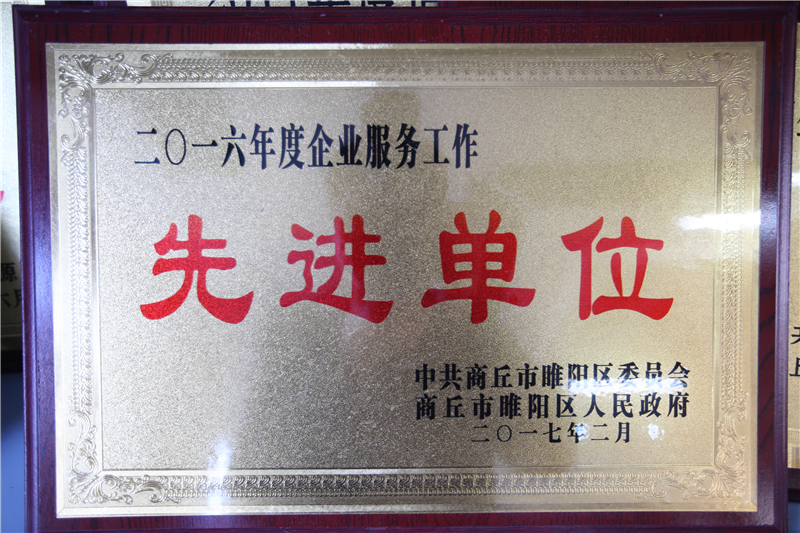 二〇一六年度企业服务工作
先进单位
中共商丘市睢阳区委员会
商丘市睢阳区人民政府
二〇一七年二月
源